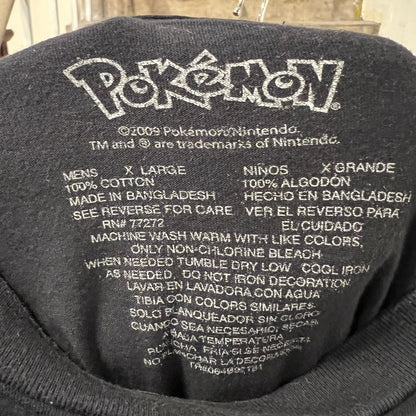 POKéMON®
©2009 Pokémon/Nintendo.
TM and ® are trademarks of Nintendo.
MENS X LARGE NIÑOS X GRANDE
100% COTTON 100% ALGODÓN
MADE IN BANGLADESH HECHO EN BANGLADESH
SEE REVERSE FOR CARE VER EL REVERSO PARA
RN# 77272 EL CUIDADO
MACHINE WASH WARM WITH LIKE COLORS,
ONLY NON-CHLORINE BLEACH
WHEN NEEDED TUMBLE DRY LOW COOL IRON
AS NEEDED. DO NOT IRON DECORATION
LAVAR EN LAVADORA CON AGUA
TIBIA CON COLORS SIMILARES.
SOLO BLANQUEADOR SIN CLORO
CUANDO SEA
A BAJA TEMPERATURA
FRIA SI SE
LA